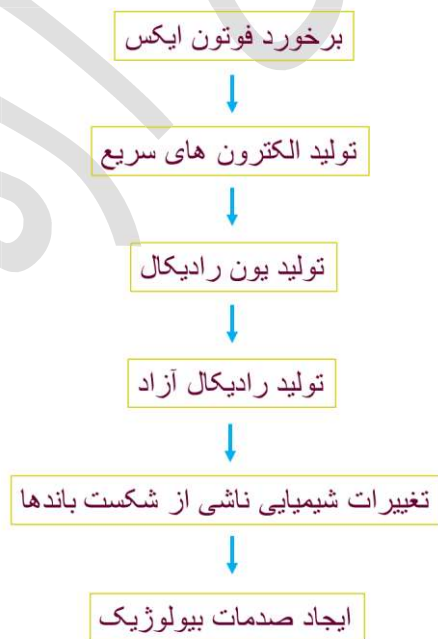 برخورد فوتون ایکس
تولید الکترون های سریع
تولید یون رادیکال
تولید رادیکال آزاد
تغییرات شیمیایی ناشی از شکست باندها
ایجاد صدمات بیولوژیک